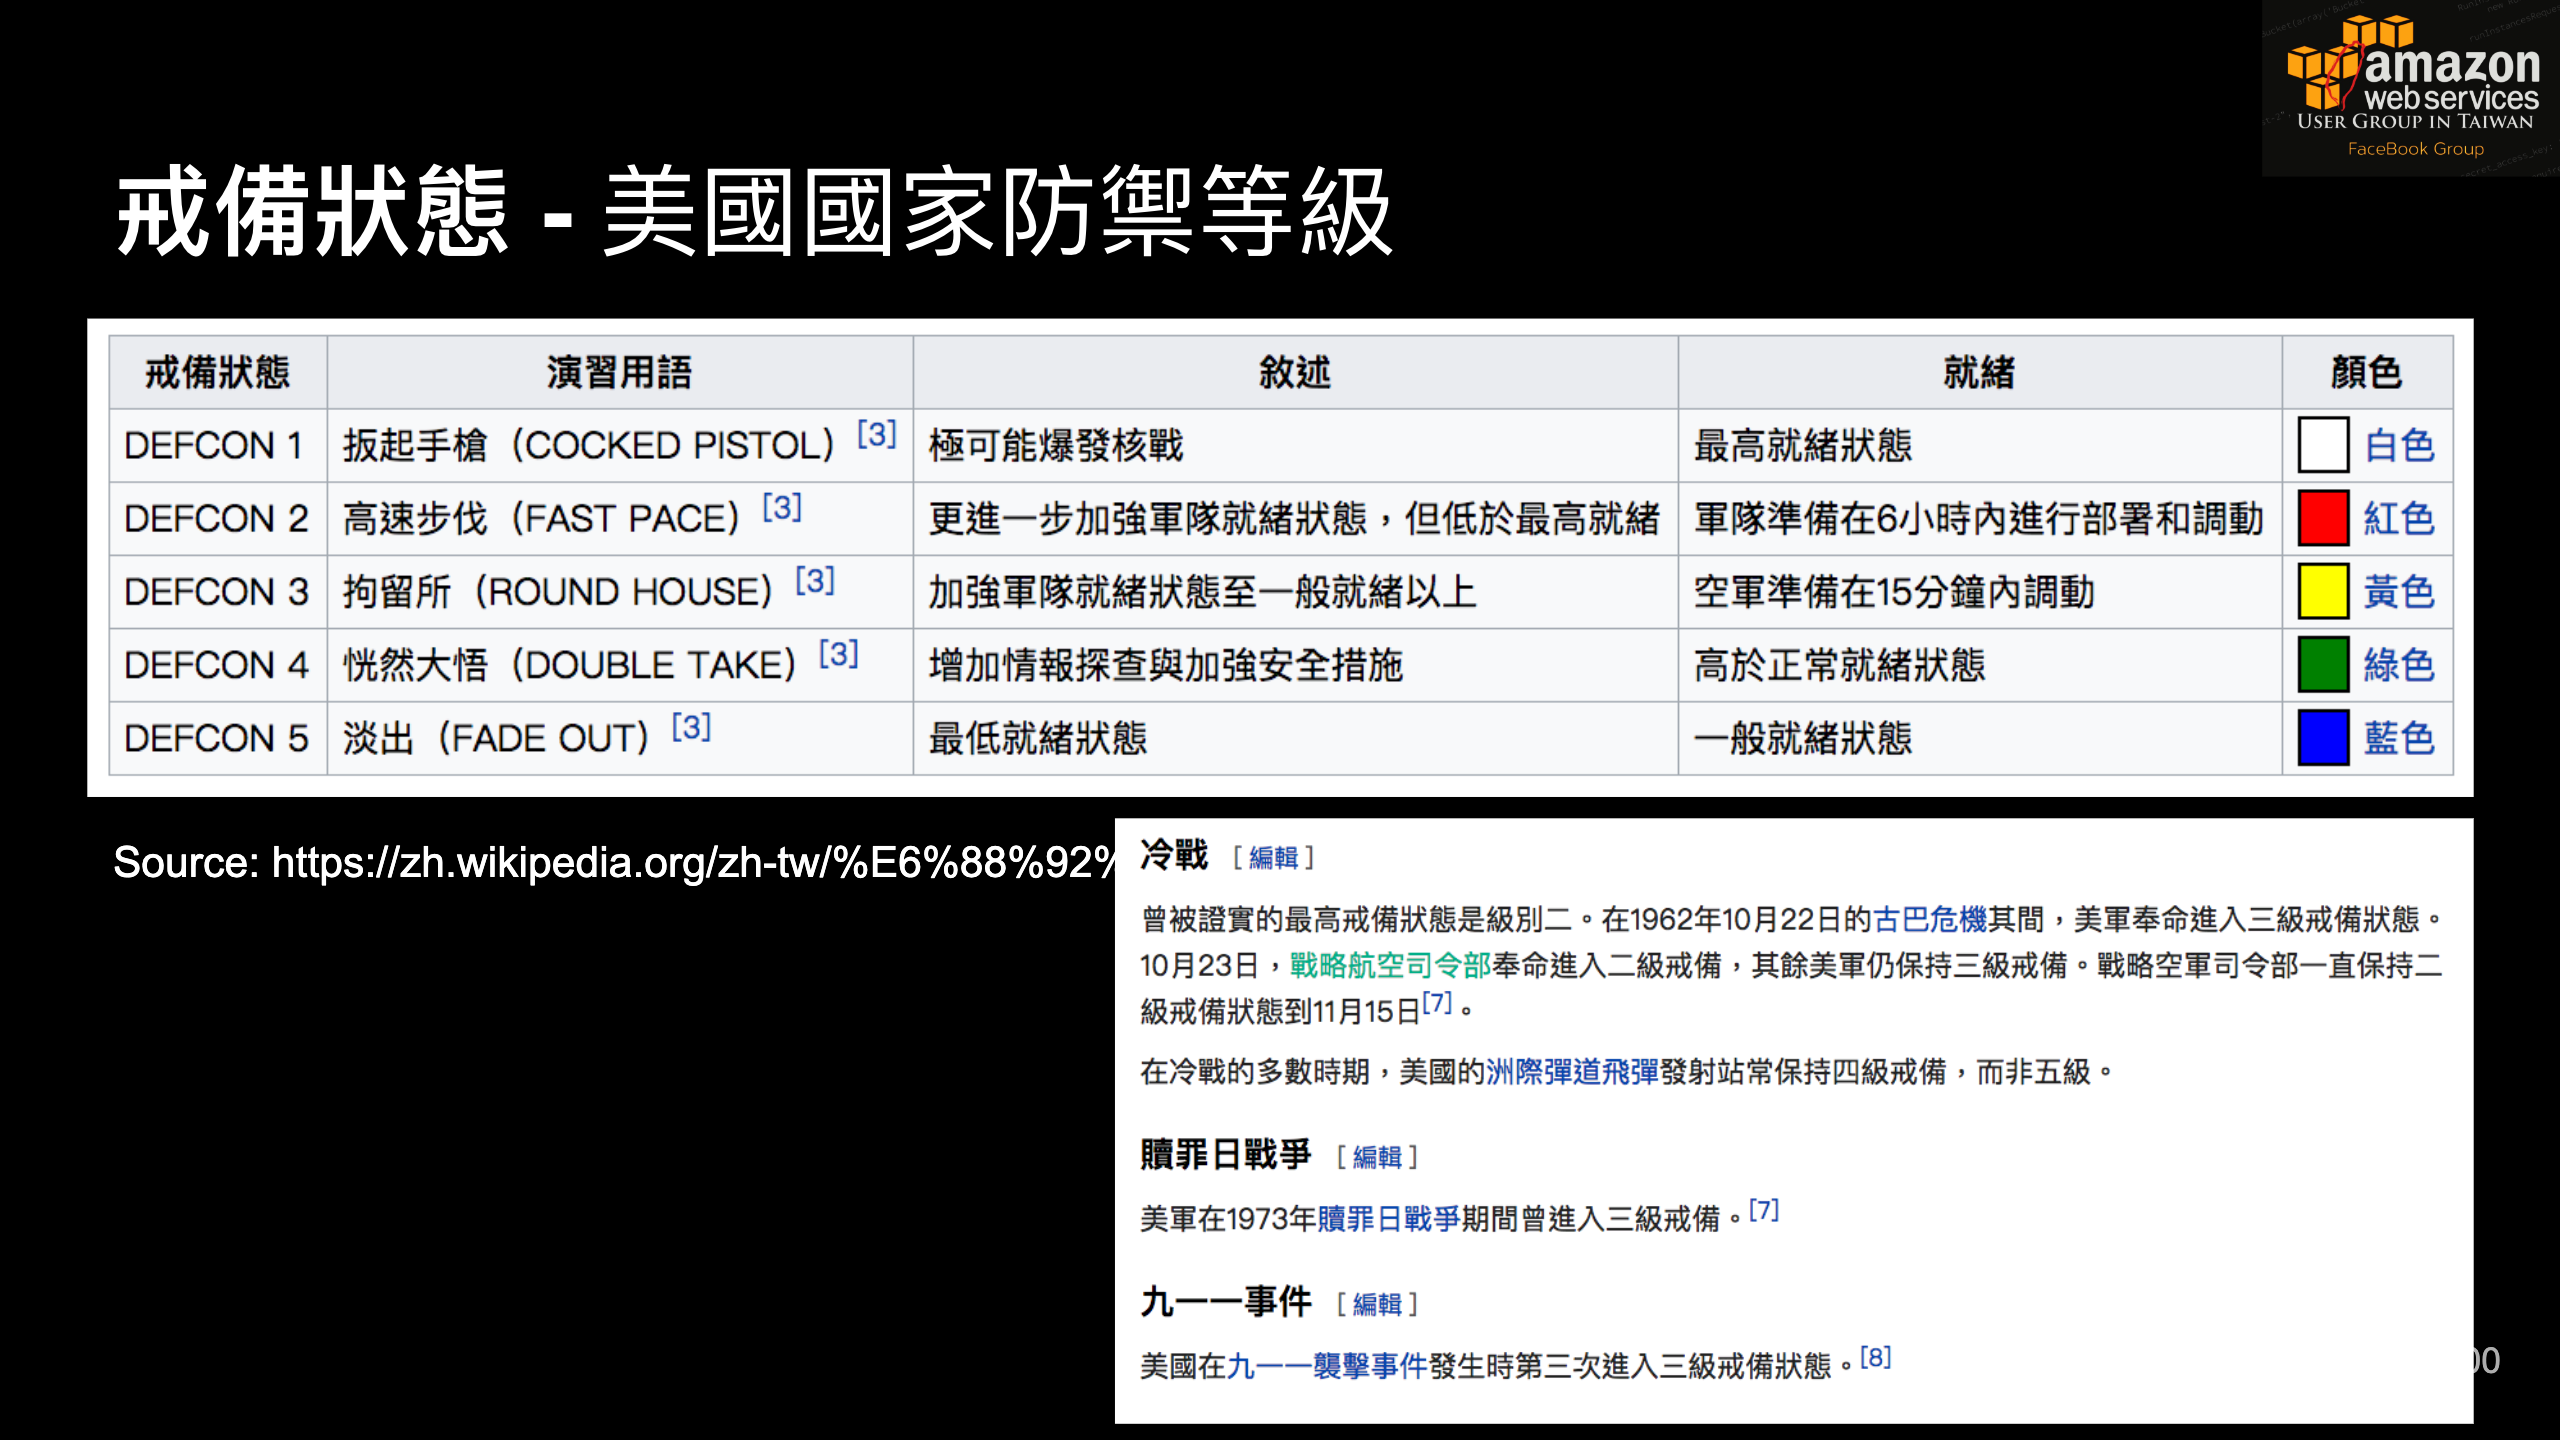 amazon
web services
USER GROUP IN TAIWAN
FaceBook Group
戒備狀態 - 美國國家防禦等級
戒備狀態 演習用語 敘述 就緒 顏色
DEFCON 1 扳起手槍（COCKED PISTOL）[3] 極可能爆發核戰 最高就緒狀態 白色
DEFCON 2 高速步伐（FAST PACE）[3] 更進一步加強軍隊就緒狀態，但低於最高就緒 軍隊準備在6小時內進行部署和調動 紅色
DEFCON 3 拘留所（ROUND HOUSE）[3] 加強軍隊就緒狀態至一般就緒以上 空軍準備在15分鐘內調動 黃色
DEFCON 4 恍然大悟（DOUBLE TAKE）[3] 增加情報探查與加強安全措施 高於正常就緒狀態 綠色
DEFCON 5 淡出（FADE OUT）[3] 最低就緒狀態 一般就緒狀態 藍色
Source: https://zh.wikipedia.org/zh-tw/%E6%88%92%
冷戰 [編輯]
曾被證實的最高戒備狀態是級別二。在1962年10月22日的古巴危機其間，美軍奉命進入三級戒備狀態。
10月23日，戰略航空司令部奉命進入二級戒備，其餘美軍仍保持三級戒備。戰略空軍司令部一直保持二
級戒備狀態到11月15日[7]。
在冷戰的多數時期，美國的洲際彈道飛彈發射站常保持四級戒備，而非五級。
贖罪日戰爭 [編輯]
美軍在1973年贖罪日戰爭期間曾進入三級戒備。[7]
九一一事件 [編輯]
美國在九一一襲擊事件發生時第三次進入三級戒備狀態。[8]